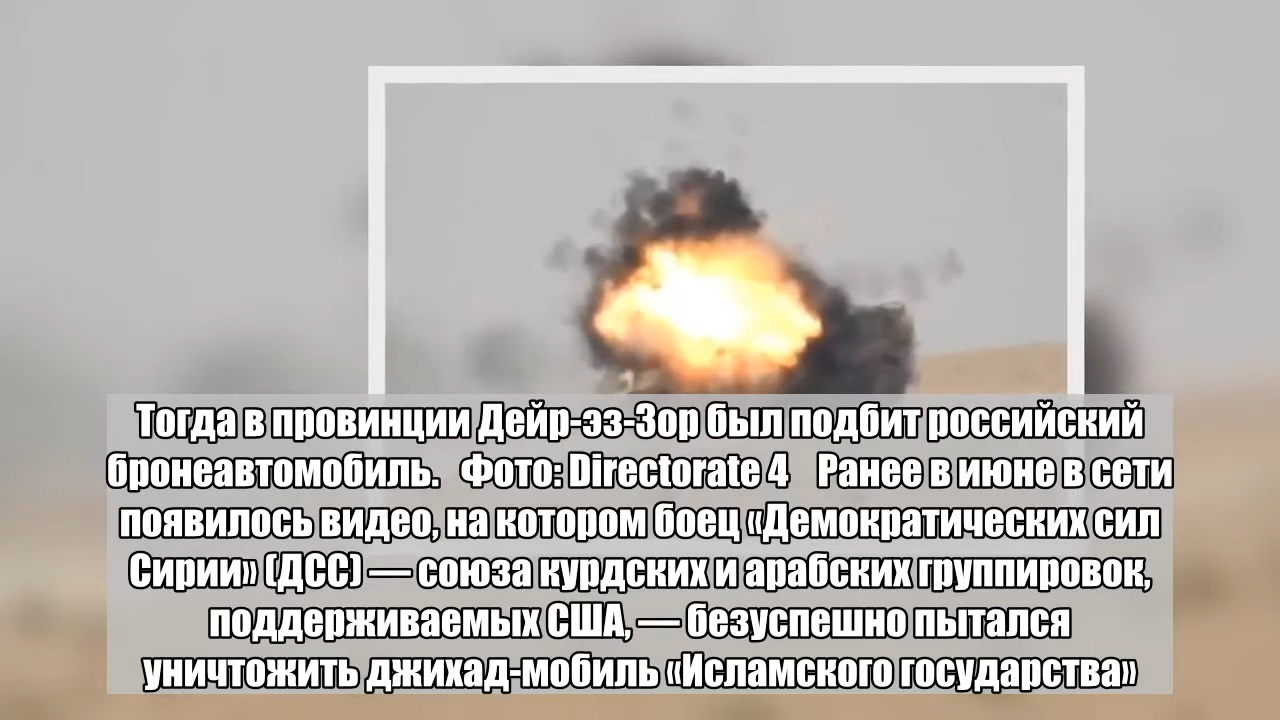 Тогда в провинции Дейр-эз-Зор был подбит российский
бронеавтомобиль. Фото: Directorate 4 Ранее в июне в сети
появилось видео, на котором боец «Демократических сил
Сирии» (ДСС) — союза курдских и арабских группировок,
поддерживаемых США, — безуспешно пытался
уничтожить джихад-мобиль «Исламского государства»